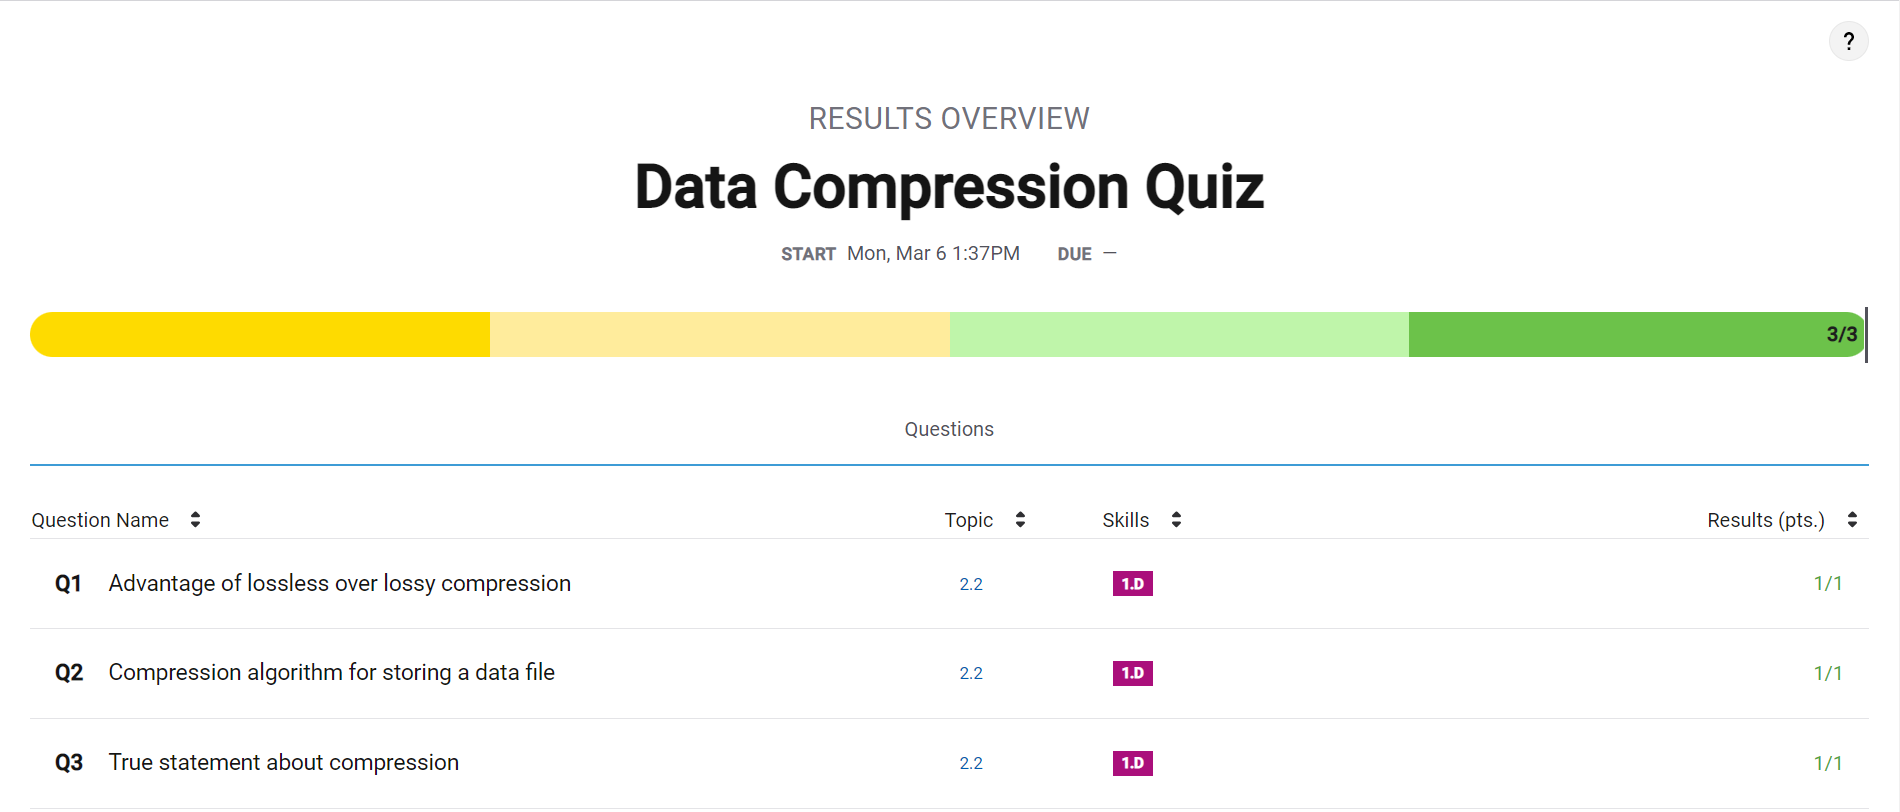 ?
RESULTS OVERVIEW
Data Compression Quiz
START Mon, Mar 6 1:37PM DUE —
3/3
Questions
Question Name Topic Skills Results (pts.)
Q1 Advantage of lossless over lossy compression 2.2 1.D 1/1
Q2 Compression algorithm for storing a data file 2.2 1.D 1/1
Q3 True statement about compression 2.2 1.D 1/1